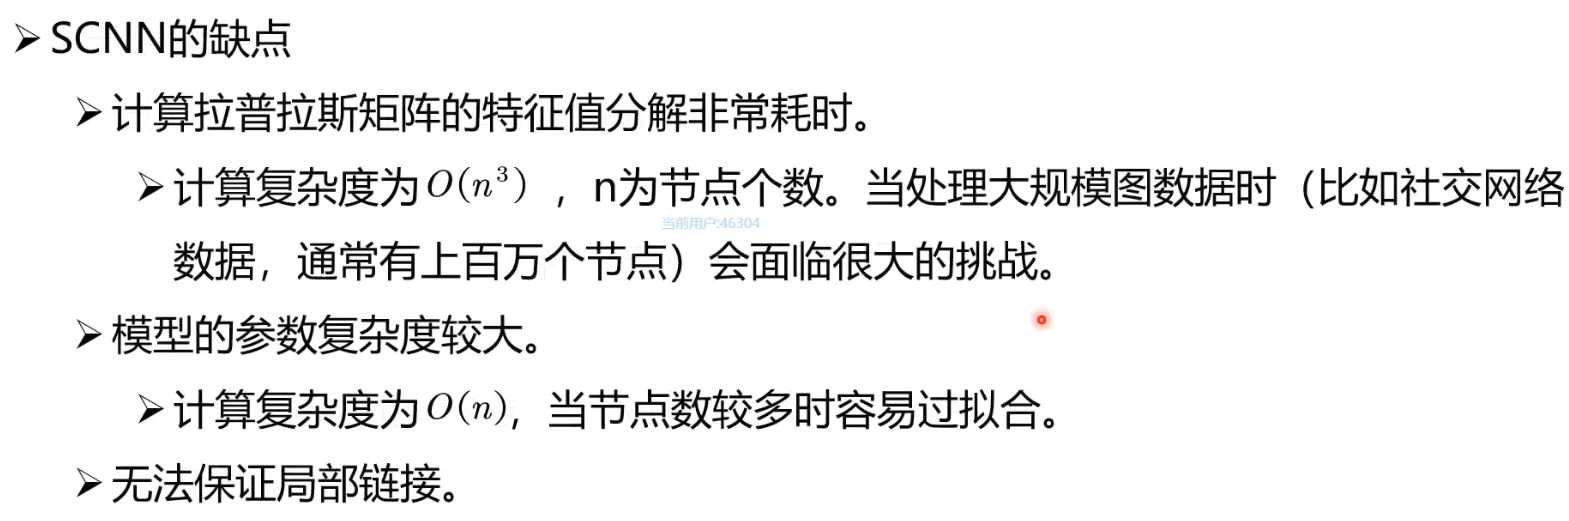 ➢ SCNN的缺点
➢ 计算拉普拉斯矩阵的特征值分解非常耗时。
➢ 计算复杂度为 O(n³) ，n为节点个数。当处理大规模图数据时（比如社交网络
当前用户:46304
数据，通常有上百万个节点）会面临很大的挑战。
➢ 模型的参数复杂度较大。
➢ 计算复杂度为 O(n)，当节点数较多时容易过拟合。
➢ 无法保证局部链接。